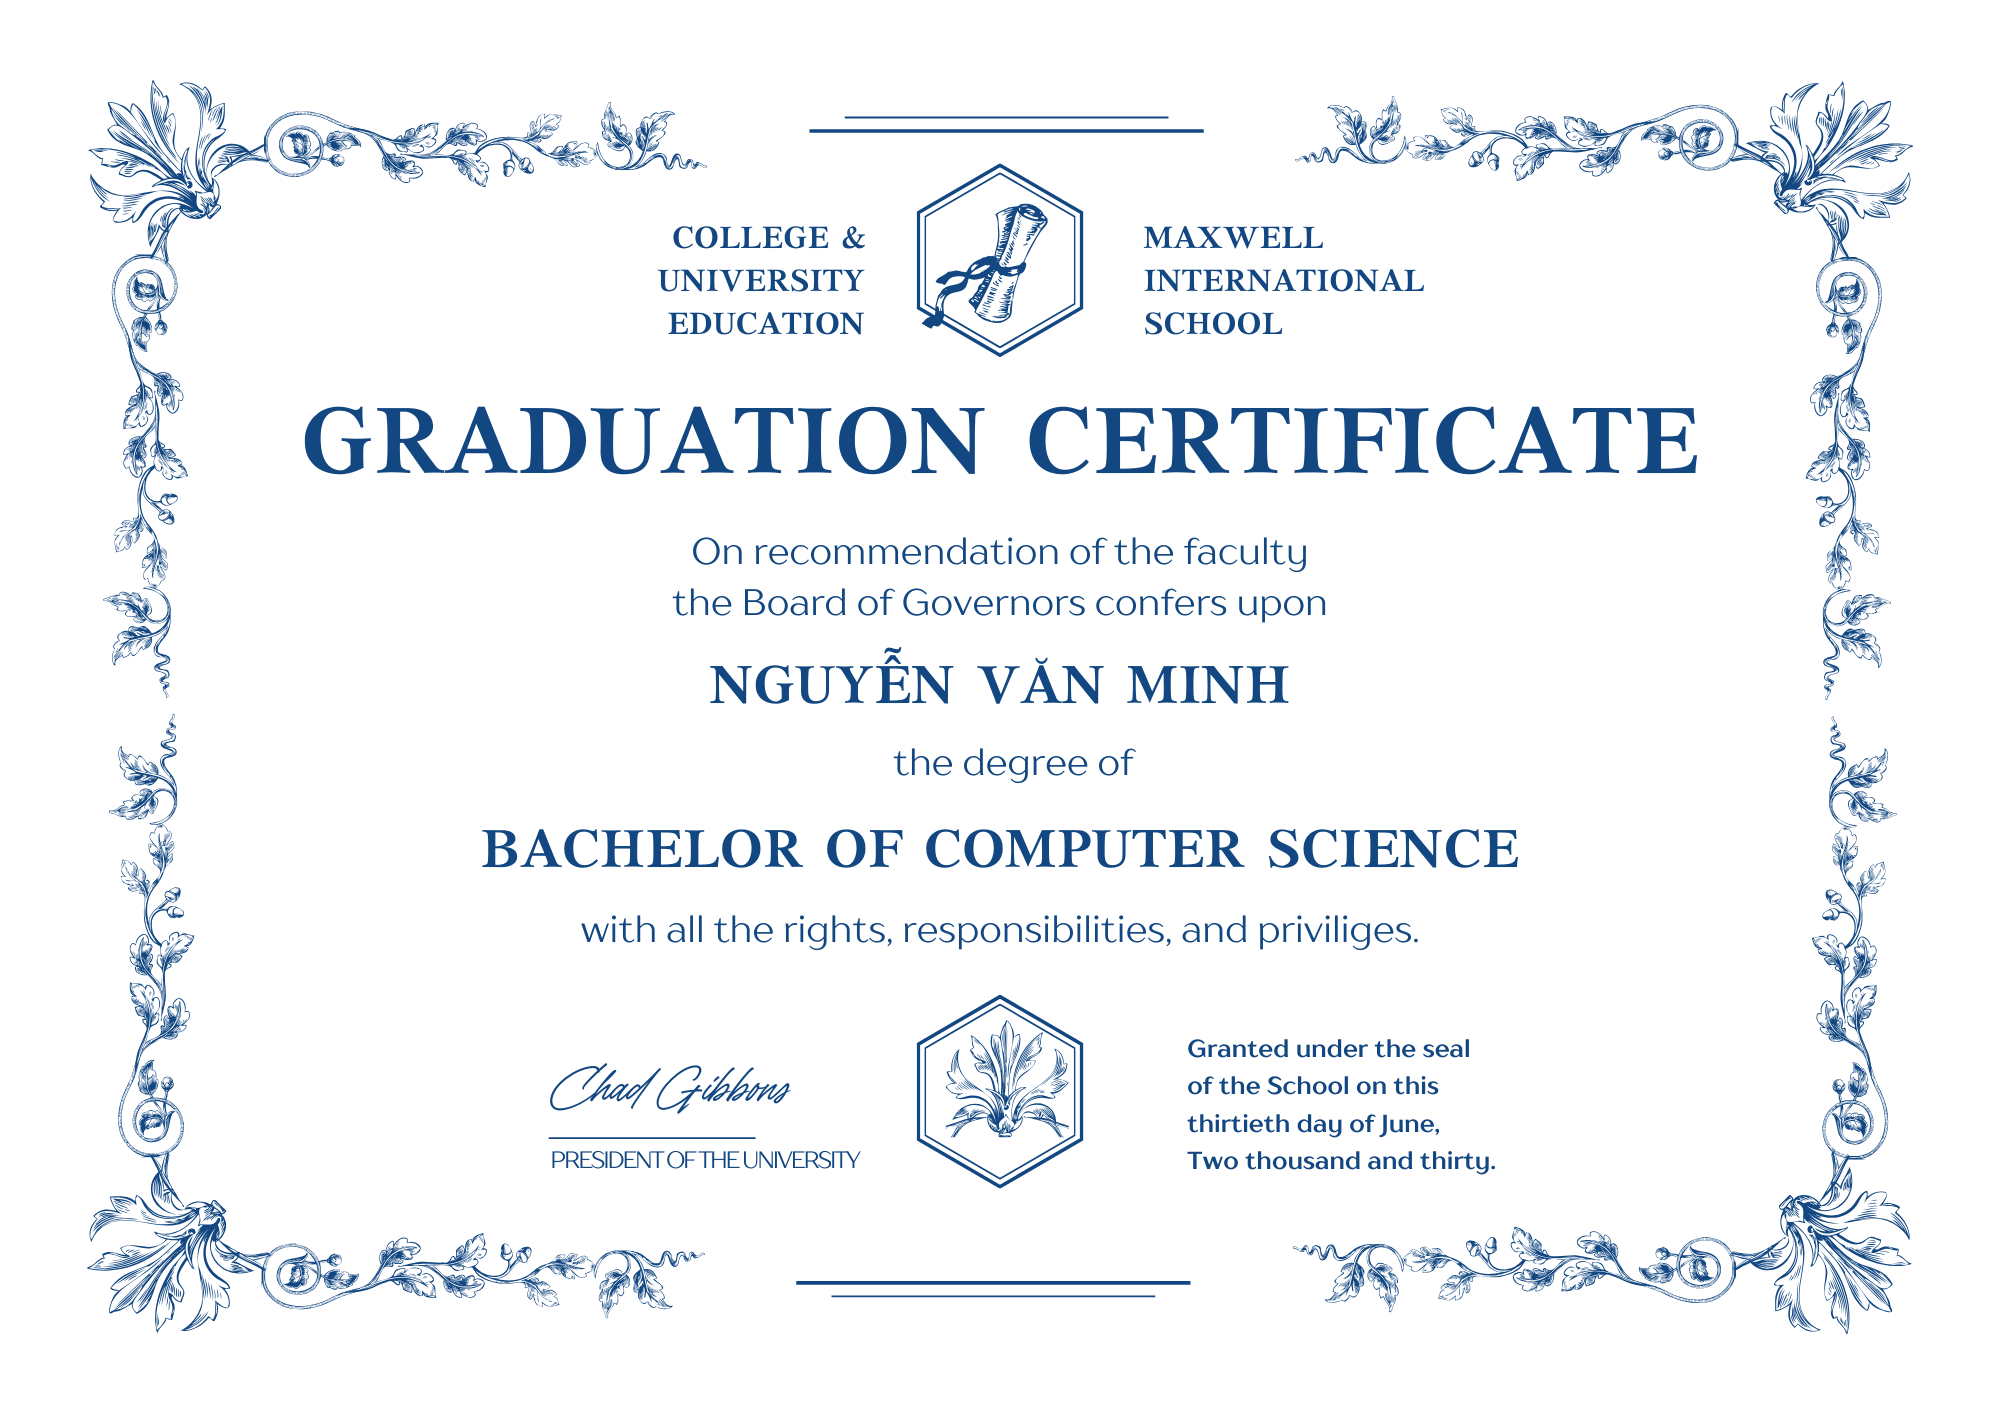 COLLEGE &
UNIVERSITY
EDUCATION
MAXWELL
INTERNATIONAL
SCHOOL
GRADUATION CERTIFICATE
On recommendation of the faculty
the Board of Governors confers upon
NGUYỄN VĂN MINH
the degree of
BACHELOR OF COMPUTER SCIENCE
with all the rights, responsibilities, and priviliges.
Chad Gibbons
PRESIDENT OF THE UNIVERSITY
Granted under the seal
of the School on this
thirtieth day of June,
Two thousand and thirty.